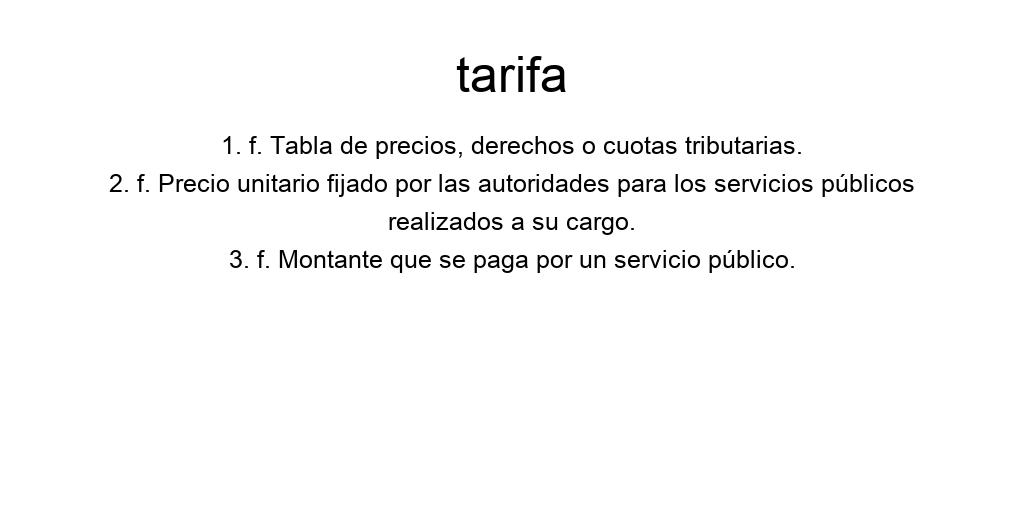 tarifa
1. f. Tabla de precios, derechos o cuotas tributarias.
2. f. Precio unitario fijado por las autoridades para los servicios públicos
realizados a su cargo.
3. f. Montante que se paga por un servicio público.